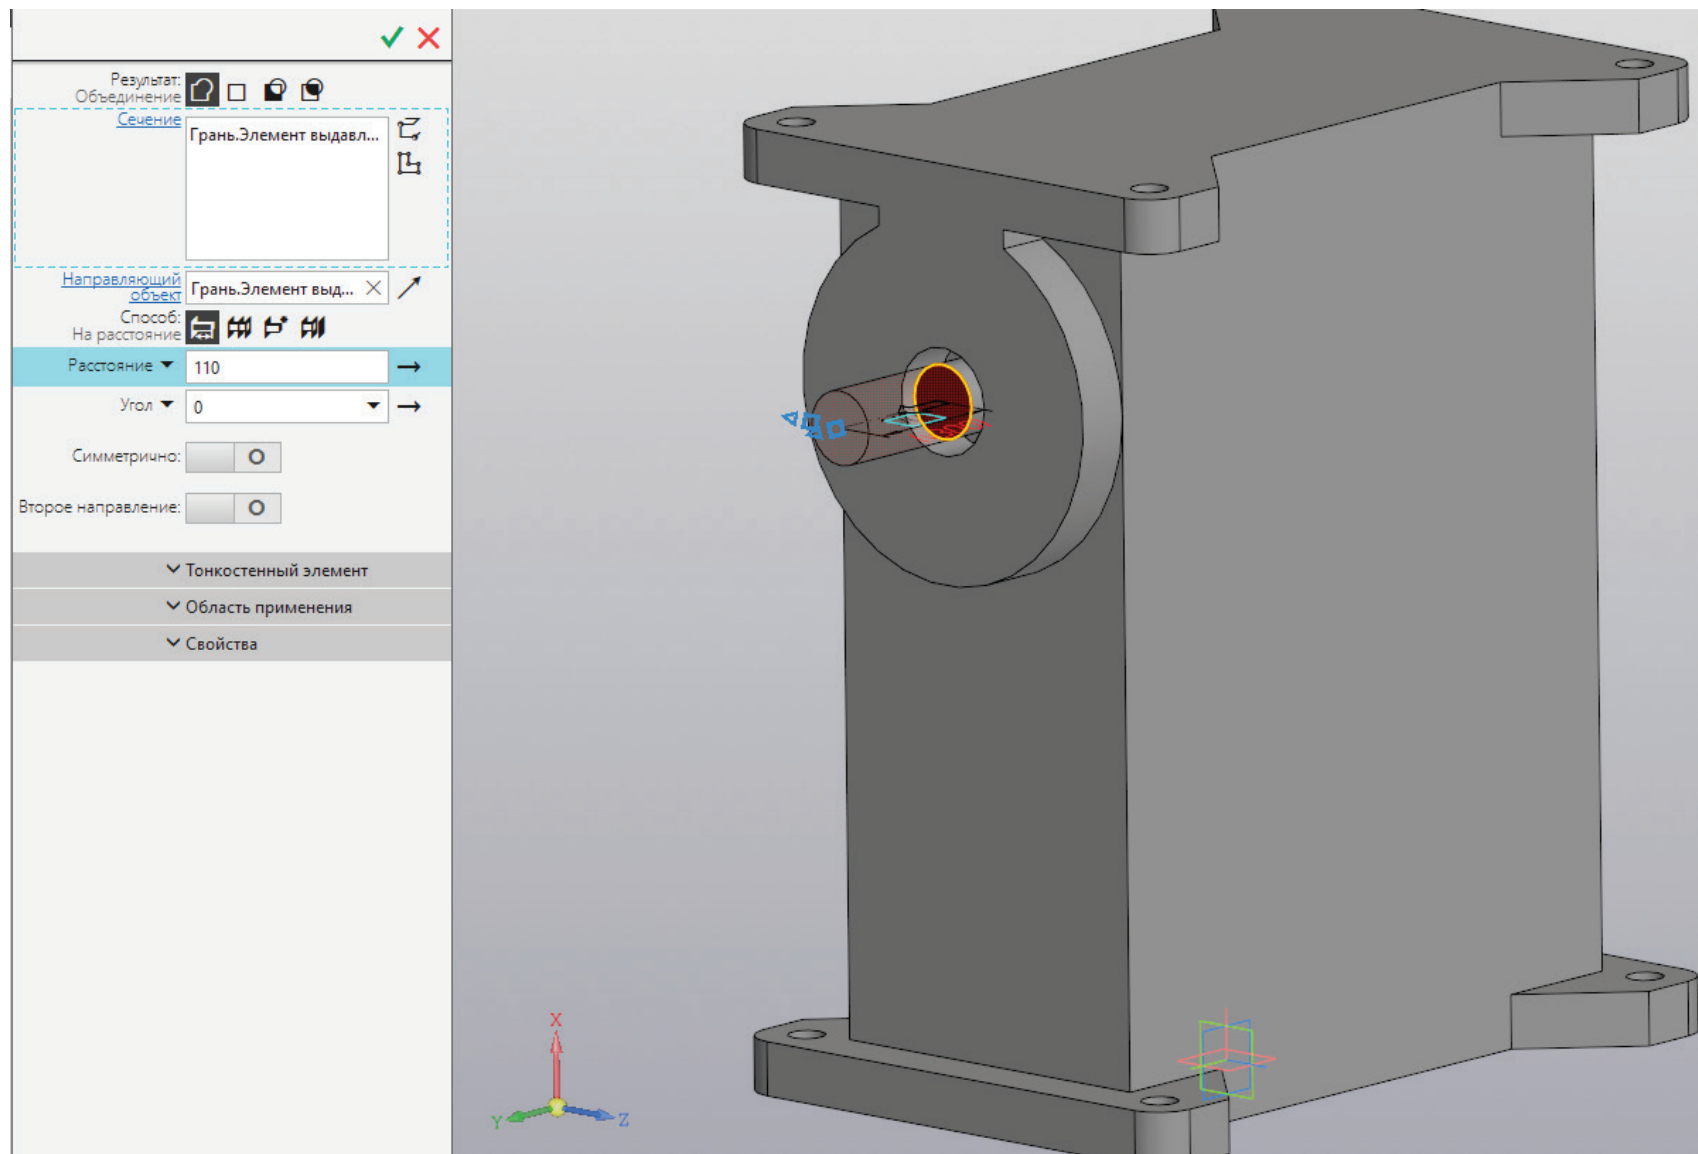 Результат:
Объединение
Сечение
Грань.Элемент выдавл...
Направляющий
объект
Грань.Элемент выд...
Способ:
На расстояние
Расстояние
110
Угол
0
Симметрично:
Второе направление:
Тонкостенный элемент
Область применения
Свойства
X
Y
Z